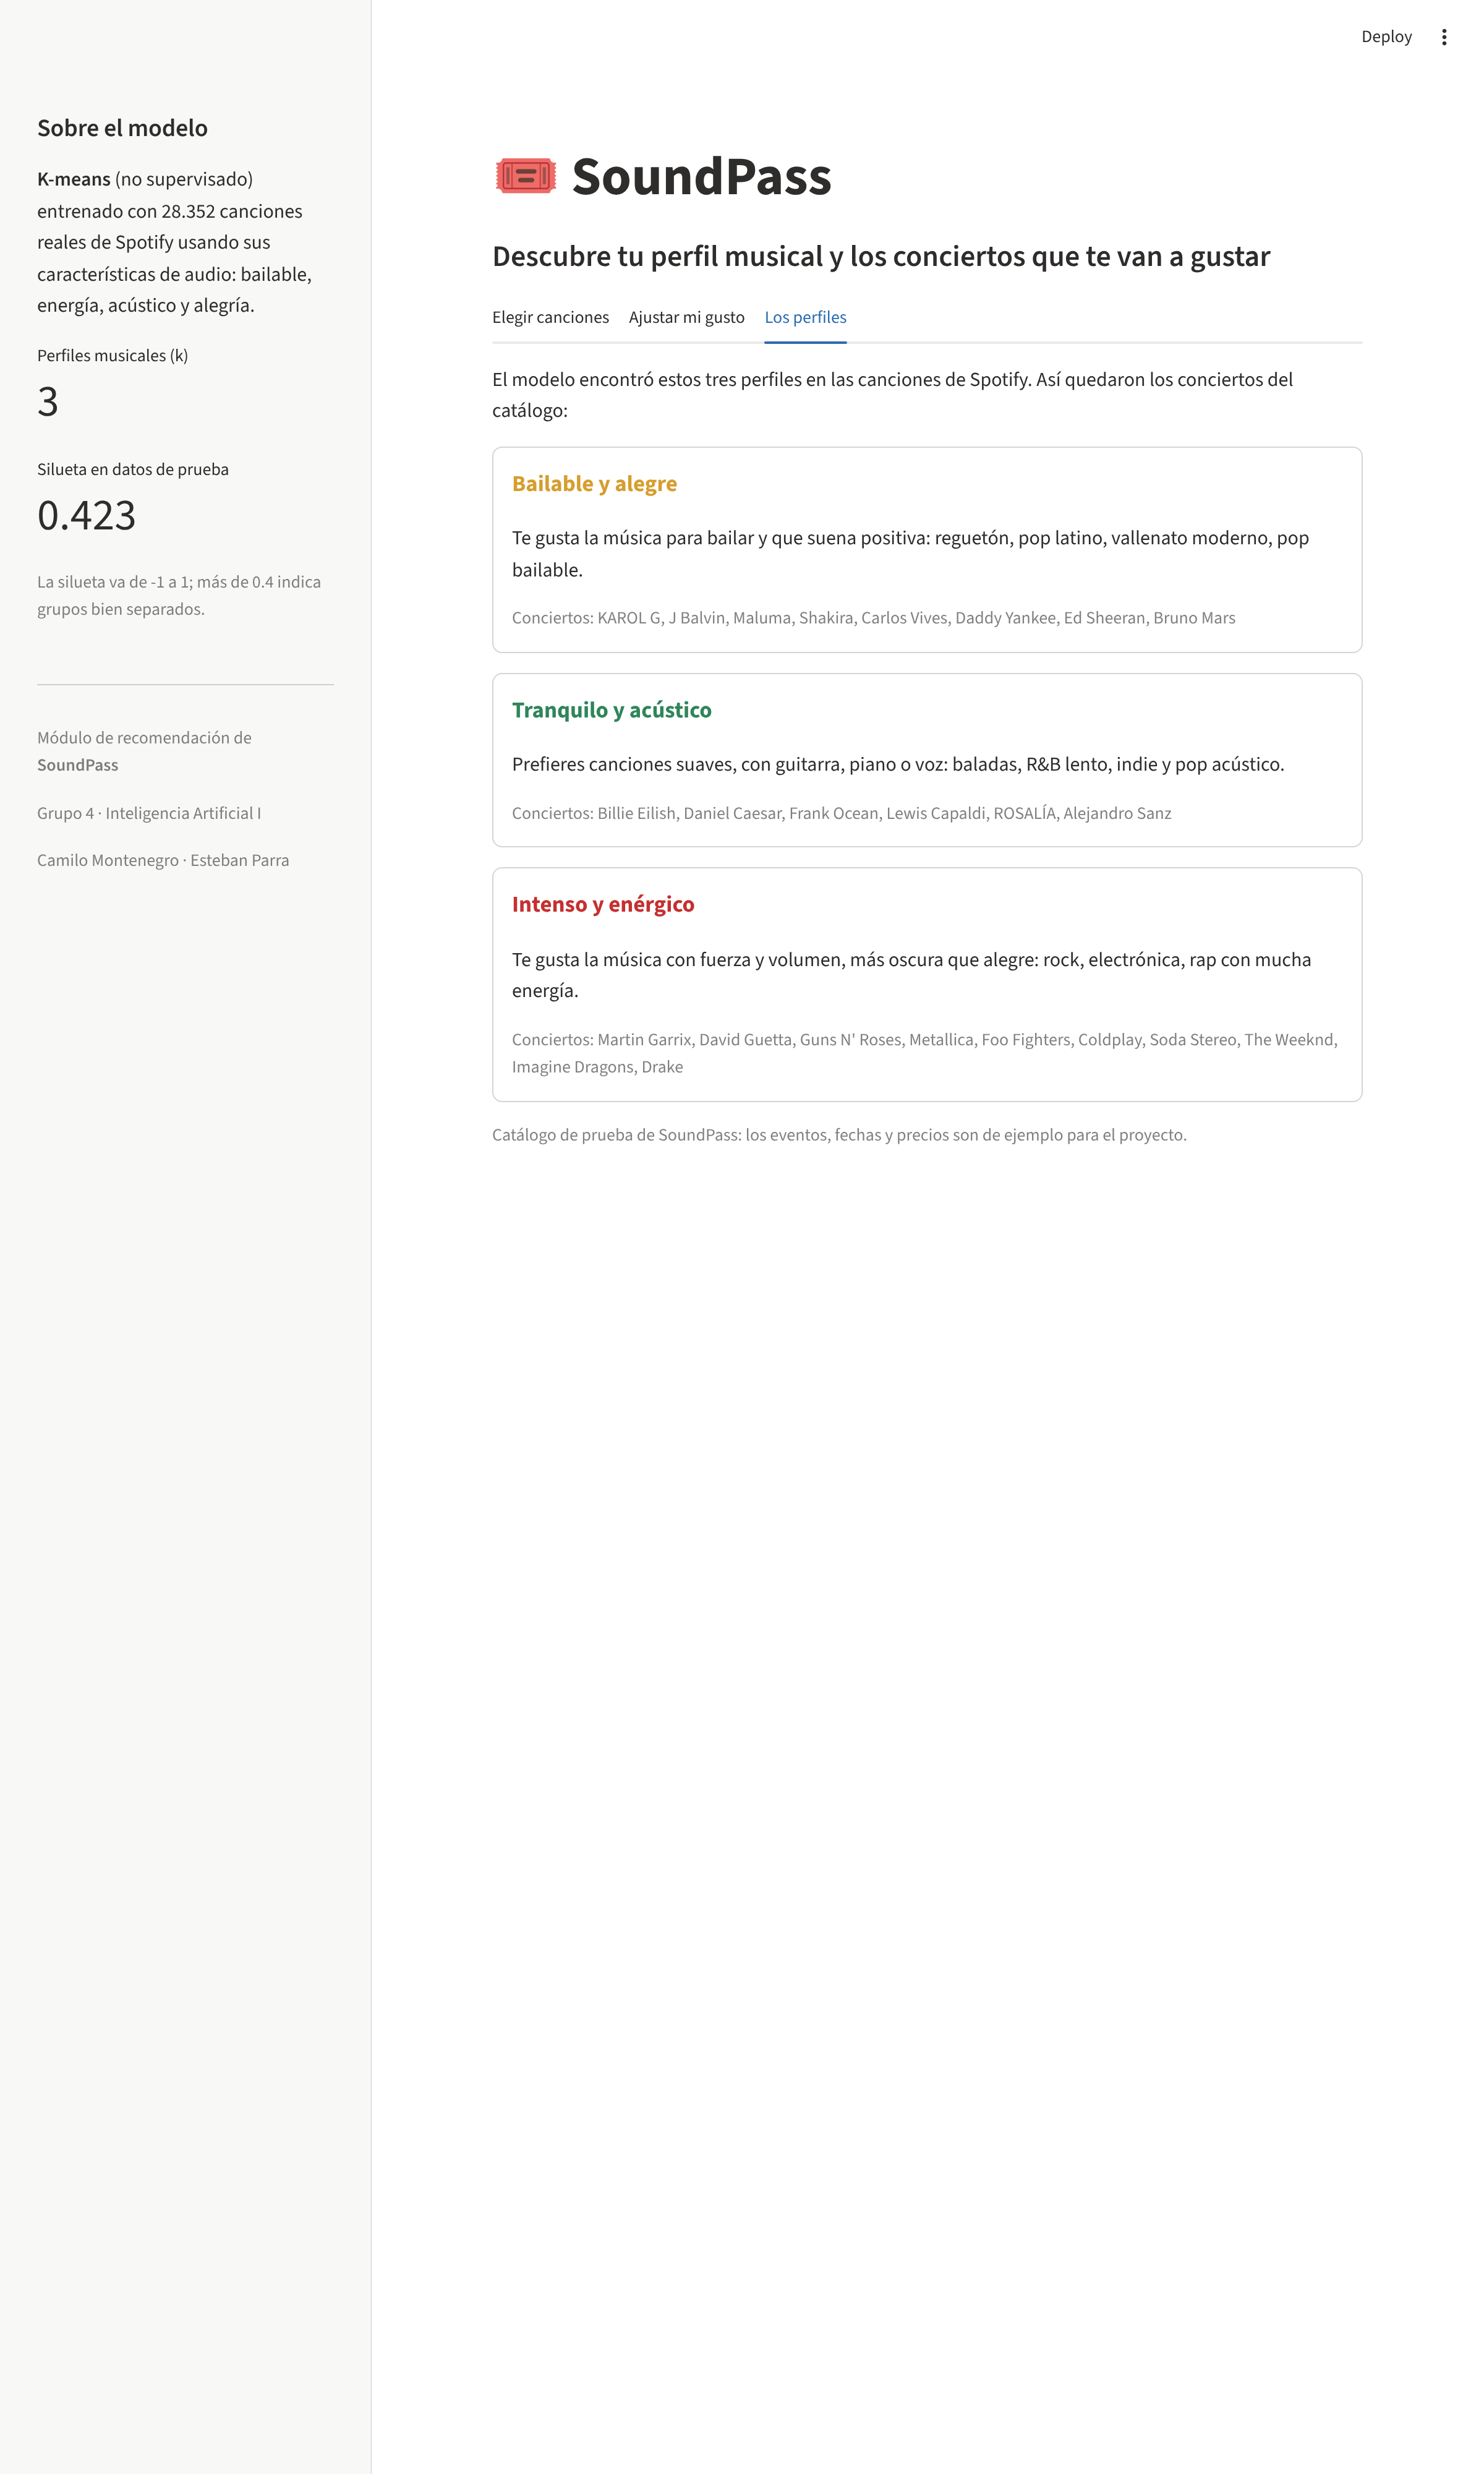 Deploy
Sobre el modelo
K-means (no supervisado)
entrenado con 28.352 canciones
reales de Spotify usando sus
características de audio: bailable,
energía, acústico y alegría.
Perfiles musicales (k)
3
Silueta en datos de prueba
0.423
La silueta va de -1 a 1; más de 0.4 indica
grupos bien separados.
Módulo de recomendación de
SoundPass
Grupo 4 · Inteligencia Artificial I
Camilo Montenegro · Esteban Parra
SoundPass
Descubre tu perfil musical y los conciertos que te van a gustar
Elegir canciones Ajustar mi gusto Los perfiles
El modelo encontró estos tres perfiles en las canciones de Spotify. Así quedaron los conciertos del
catálogo:
Bailable y alegre
Te gusta la música para bailar y que suena positiva: reguetón, pop latino, vallenato moderno, pop
bailable.
Conciertos: KAROL G, J Balvin, Maluma, Shakira, Carlos Vives, Daddy Yankee, Ed Sheeran, Bruno Mars
Tranquilo y acústico
Prefieres canciones suaves, con guitarra, piano o voz: baladas, R&B lento, indie y pop acústico.
Conciertos: Billie Eilish, Daniel Caesar, Frank Ocean, Lewis Capaldi, ROSALÍA, Alejandro Sanz
Intenso y enérgico
Te gusta la música con fuerza y volumen, más oscura que alegre: rock, electrónica, rap con mucha
energía.
Conciertos: Martin Garrix, David Guetta, Guns N' Roses, Metallica, Foo Fighters, Coldplay, Soda Stereo, The Weeknd,
Imagine Dragons, Drake
Catálogo de prueba de SoundPass: los eventos, fechas y precios son de ejemplo para el proyecto.